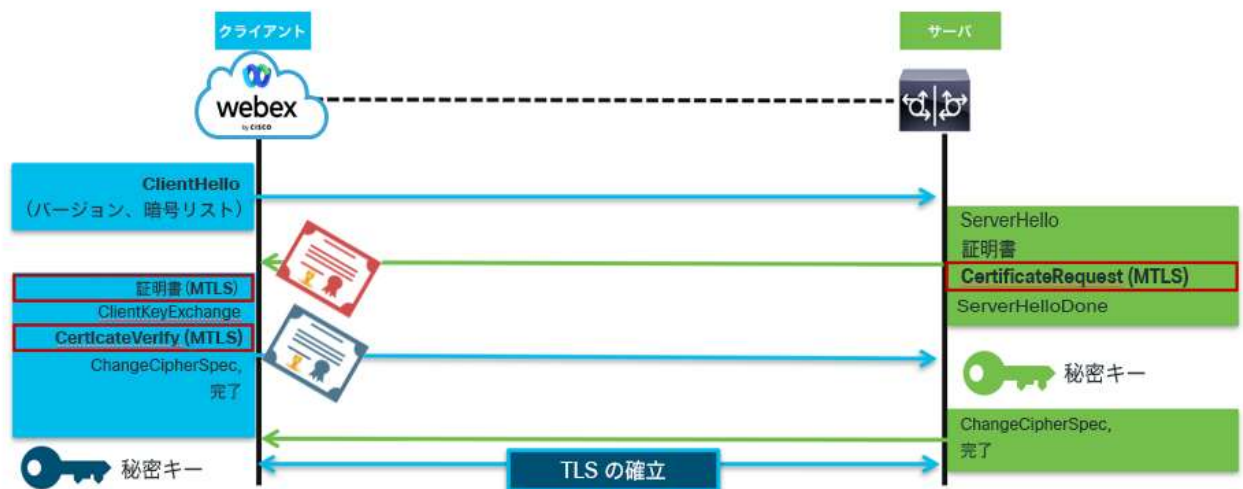 クライアント
サーバ
webex
by CISCO
ClientHello
（バージョン、暗号リスト）
ServerHello
証明書
CertificateRequest (MTLS)
ServerHelloDone
証明書 (MTLS)
ClientKeyExchange
CerticateVerify (MTLS)
ChangeCipherSpec,
完了
秘密キー
ChangeCipherSpec,
完了
秘密キー
TLS の確立